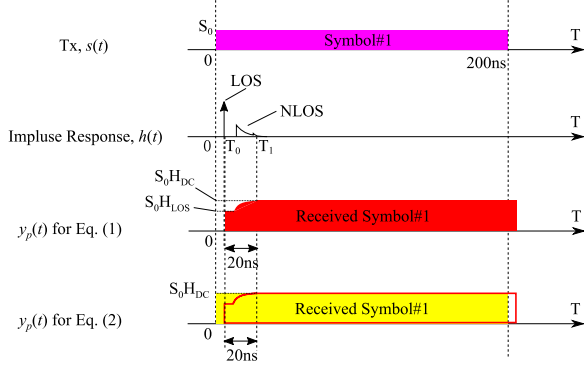 S0
Tx, s(t)
Symbol#1
T
0
200ns
LOS
NLOS
T
Impluse Response, h(t)
0
T0
T1
S0HDC
S0HLOS
Received Symbol#1
T
yp(t) for Eq. (1)
0
20ns
S0HDC
Received Symbol#1
T
yp(t) for Eq. (2)
0
20ns